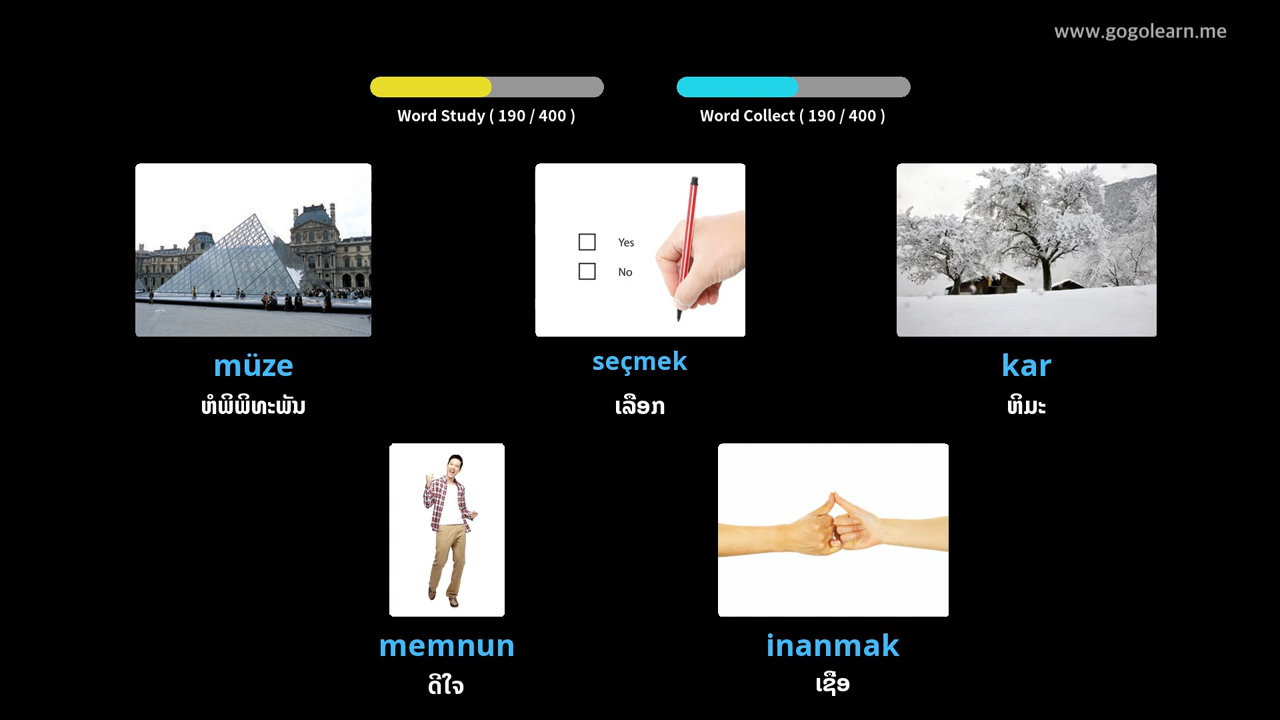 www.gogolearn.me
Word Study ( 190 / 400 )
Word Collect ( 190 / 400 )
Yes
No
müze
seçmek
kar
ຫໍພິພິທະພັນ
ເລືອກ
ຫິມະ
memnun
inanmak
ດີໃຈ
ເຊື່ອ